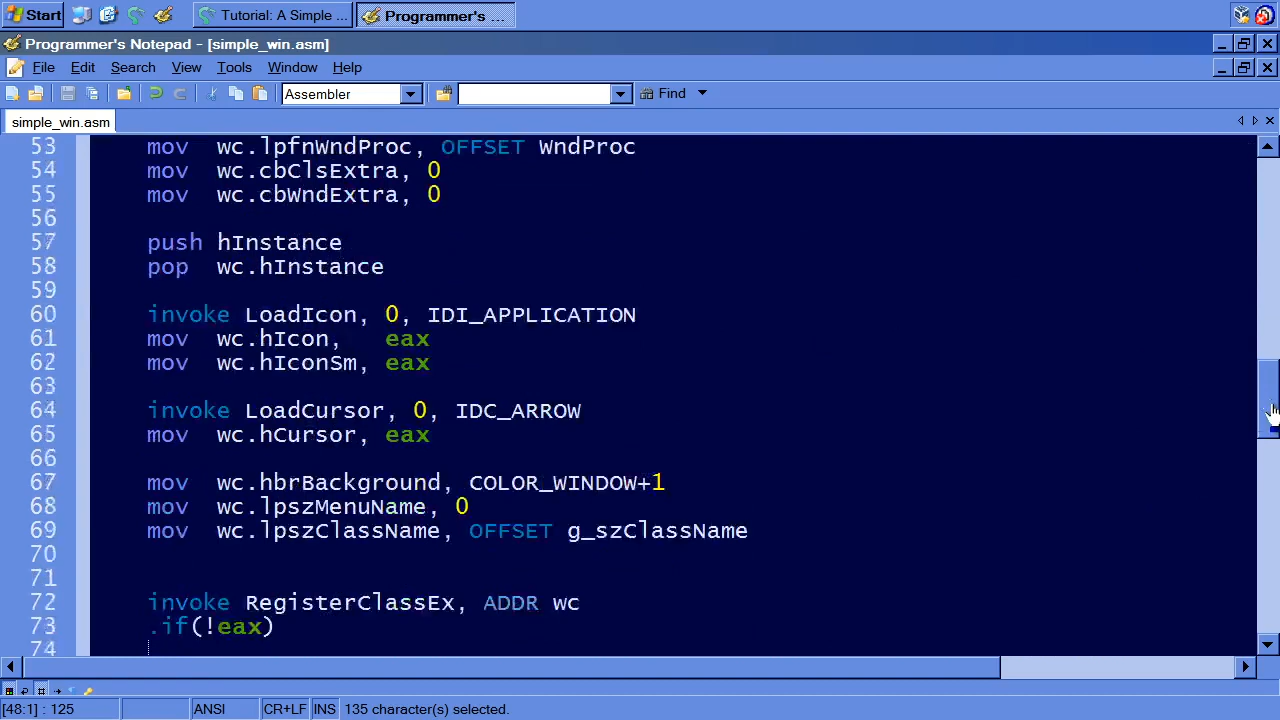 Start
Tutorial: A Simple ...
Programmer's ...
Programmer's Notepad - [simple_win.asm]
File Edit Search View Tools Window Help
Assembler
Find
simple_win.asm
53 mov wc.lpfnWndProc, OFFSET WndProc
54 mov wc.cbClsExtra, 0
55 mov wc.cbWndExtra, 0
56
57 push hInstance
58 pop wc.hInstance
59
60 invoke LoadIcon, 0, IDI_APPLICATION
61 mov wc.hIcon, eax
62 mov wc.hIconSm, eax
63
64 invoke LoadCursor, 0, IDC_ARROW
65 mov wc.hCursor, eax
66
67 mov wc.hbrBackground, COLOR_WINDOW+1
68 mov wc.lpszMenuName, 0
69 mov wc.lpszClassName, OFFSET g_szClassName
70
71
72 invoke RegisterClassEx, ADDR wc
73 .if(!eax)
74
[48:1] : 125 ANSI CR+LF INS 135 character(s) selected.